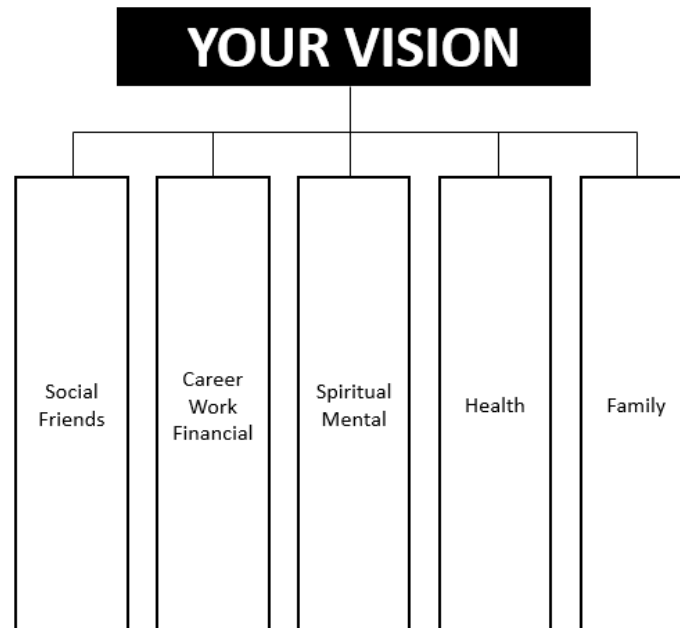 YOUR VISION
Social
Friends
Career
Work
Financial
Spiritual
Mental
Health
Family